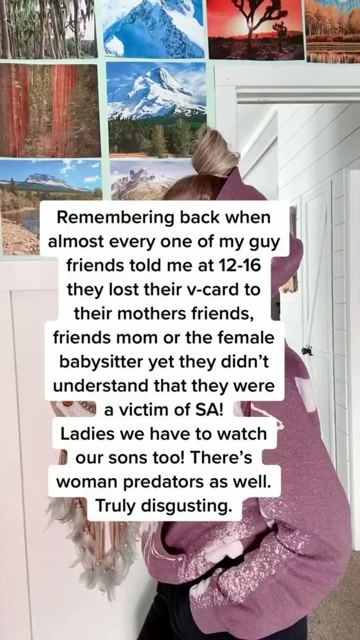 Remembering back when
almost every one of my guy
friends told me at 12-16
they lost their v-card to
their mothers friends,
friends mom or the female
babysitter yet they didn't
understand that they were
a victim of SA!
Ladies we have to watch
our sons too! There's
woman predators as well.
Truly disgusting.